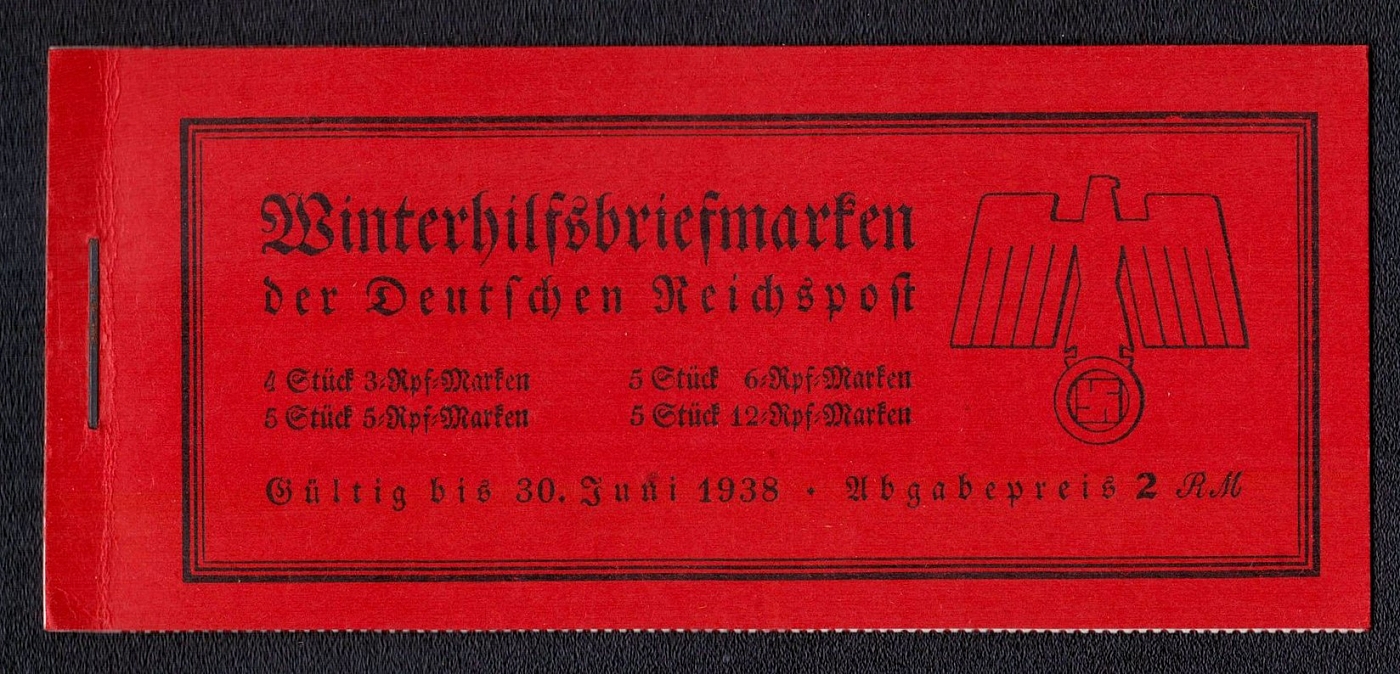 Winterhilfsbriefmarken
der Deutschen Reichspost
4 Stück 3-Rpf-Marken 5 Stück 6-Rpf-Marken
5 Stück 5-Rpf-Marken 5 Stück 12-Rpf-Marken
Gültig bis 30. Juni 1938 · Abgabepreis 2 RM